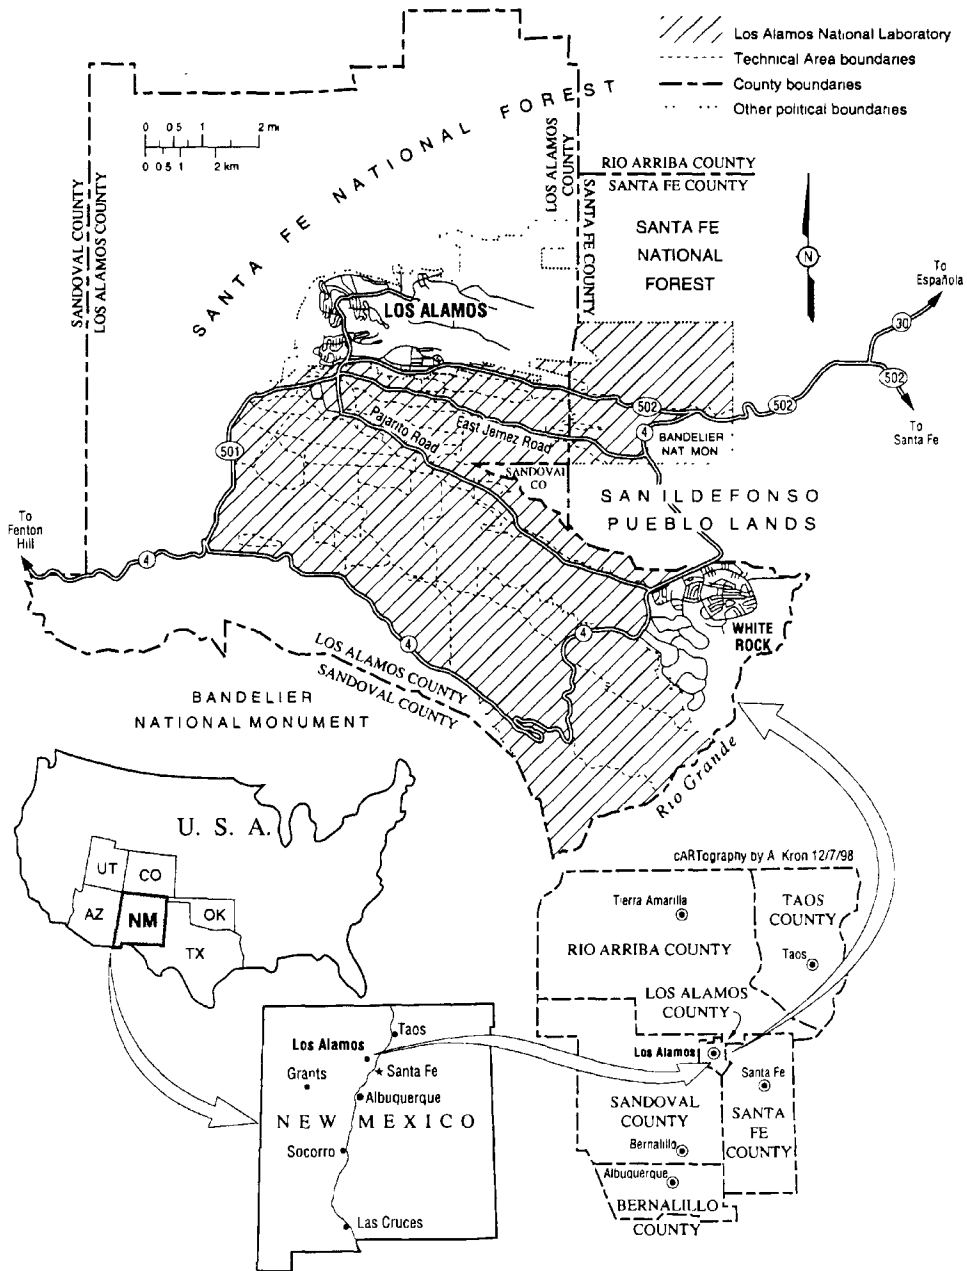 Los Alamos National Laboratory
Technical Area boundaries
County boundaries
Other political boundaries
0 05 1 2 mi
0 05 1 2 km
SANTA FE NATIONAL FOREST
SANDOVAL COUNTY
LOS ALAMOS COUNTY
LOS ALAMOS
COUNTY
SANTA FE COUNTY
RIO ARRIBA COUNTY
SANTA FE COUNTY
SANTA FE
NATIONAL
FOREST
N
To
Española
30
502
To
Santa Fe
502
502
LOS ALAMOS
4
BANDELIER
NAT MON
East Jemez Road
Pajarito Road
501
SANDOVAL
CO
SAN ILDEFONSO
PUEBLO LANDS
To
Fenton
Hill
4
4
4
WHITE
ROCK
LOS ALAMOS COUNTY
SANDOVAL COUNTY
BANDELIER
NATIONAL MONUMENT
Rio Grande
U. S. A.
UT
CO
AZ
NM
OK
TX
cARTography by A Kron 12/7/98
Tierra Amarilla
RIO ARRIBA COUNTY
TAOS
COUNTY
Taos
LOS ALAMOS
COUNTY
Los Alamos
Santa Fe
SANDOVAL
COUNTY
SANTA
FE
COUNTY
Bernalillo
Albuquerque
BERNALILLO
COUNTY
Taos
Los Alamos
Santa Fe
Grants
Albuquerque
NEW MEXICO
Socorro
Las Cruces